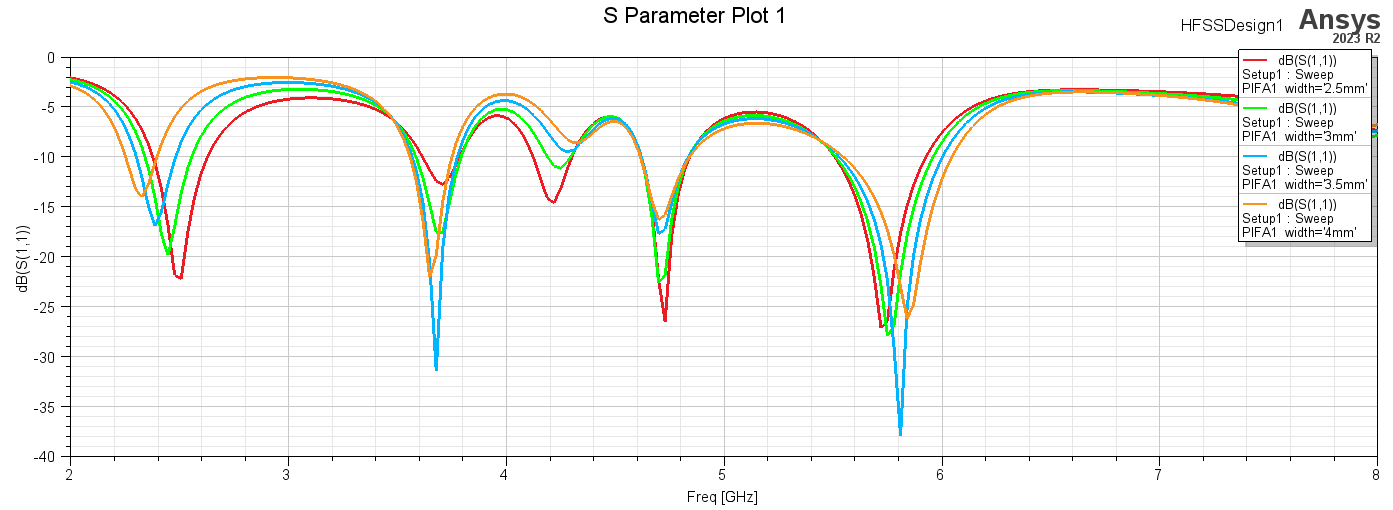 S Parameter Plot 1
HFSSDesign1
Ansys
2023 R2
dB(S(1,1))
Setup1 : Sweep
PIFA1 width='2.5mm'
dB(S(1,1))
Setup1 : Sweep
PIFA1 width='3mm'
dB(S(1,1))
Setup1 : Sweep
PIFA1 width='3.5mm'
dB(S(1,1))
Setup1 : Sweep
PIFA1 width='4mm'
dB(S(1,1))
0
-5
-10
-15
-20
-25
-30
-35
-40
2 3 4 5 6 7 8
Freq [GHz]